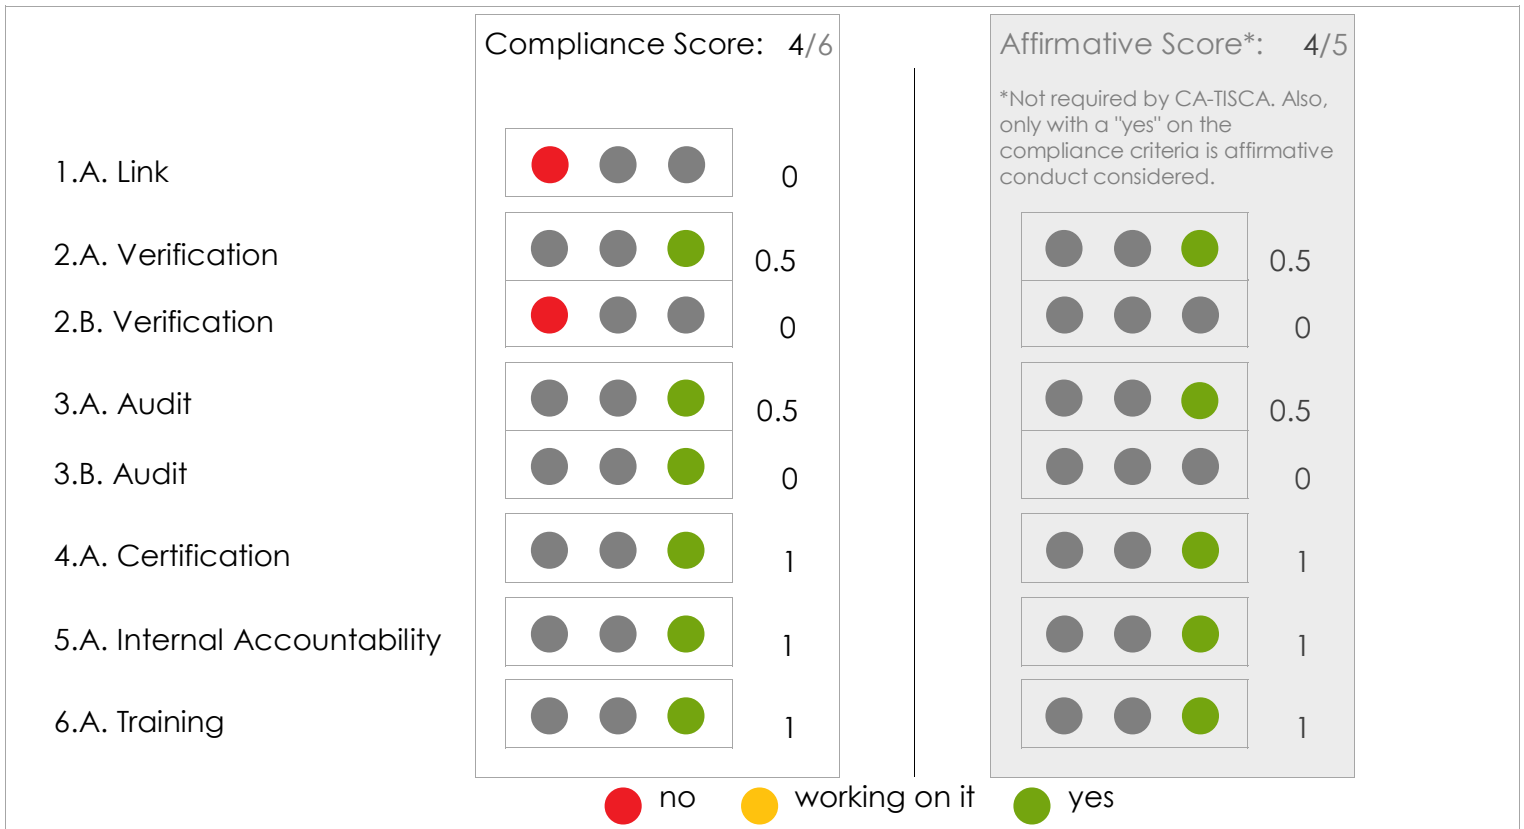 Compliance Score: 4/6
Affirmative Score*: 4/5
*Not required by CA-TISCA. Also,
only with a "yes" on the
compliance criteria is affirmative
conduct considered.
1.A. Link 0
2.A. Verification 0.5 0.5
2.B. Verification 0 0
3.A. Audit 0.5 0.5
3.B. Audit 0 0
4.A. Certification 1 1
5.A. Internal Accountability 1 1
6.A. Training 1 1
no working on it yes